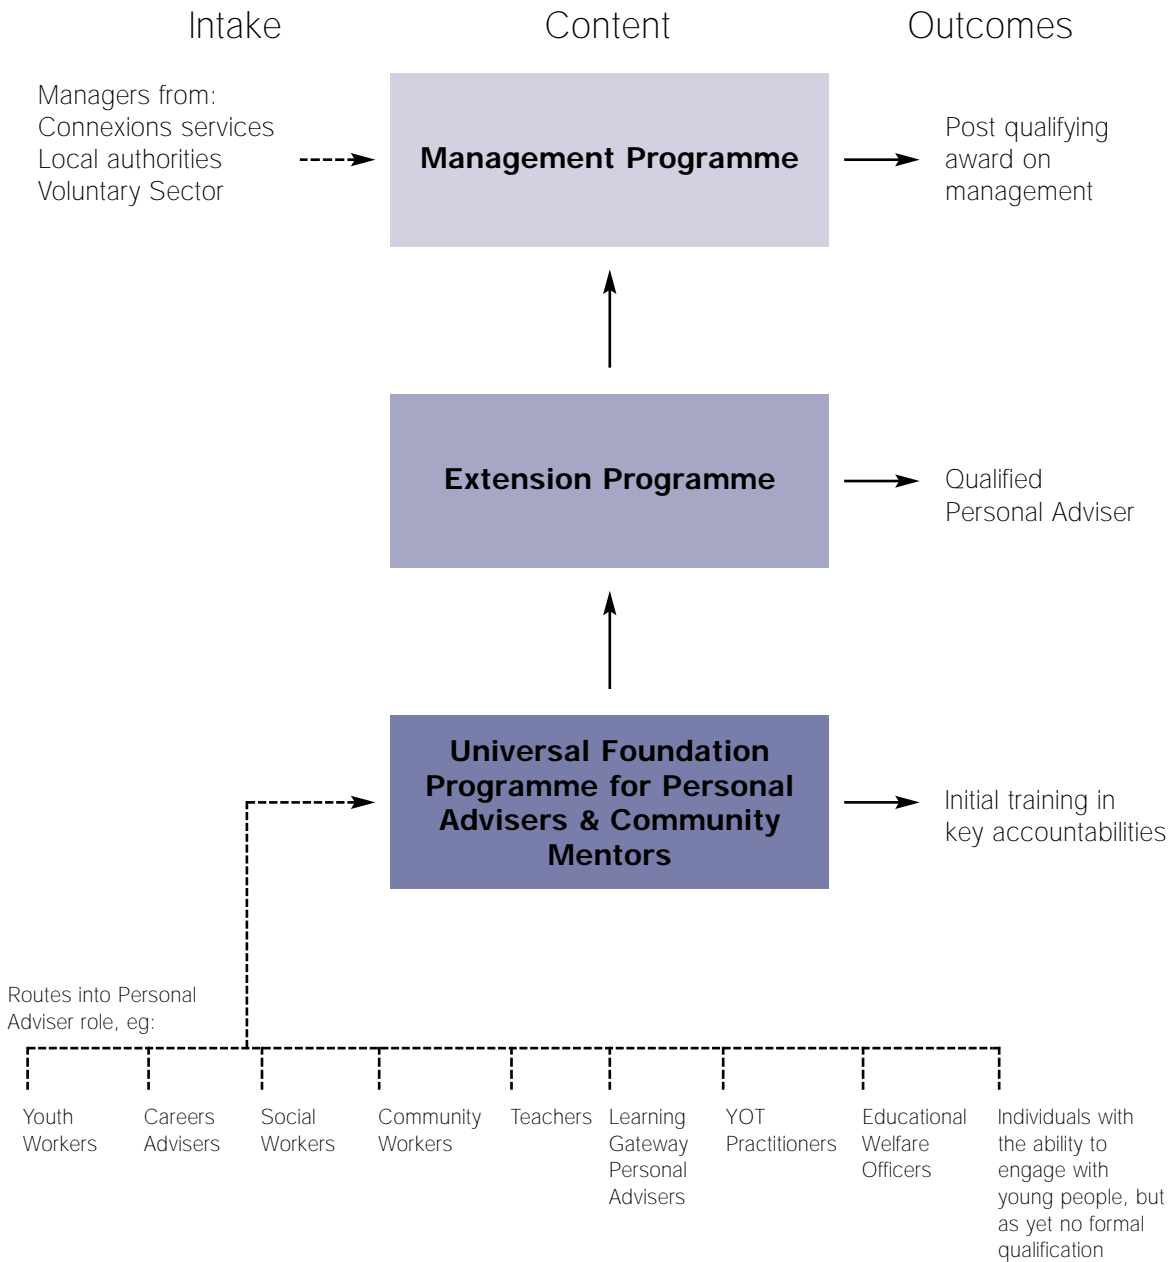 Intake
Content
Outcomes
Managers from:
Connexions services
Local authorities
Voluntary Sector
Management Programme
Post qualifying
award on
management
Extension Programme
Qualified
Personal Adviser
Universal Foundation
Programme for Personal
Advisers & Community
Mentors
Initial training in
key accountabilities
Routes into Personal
Adviser role, eg:
Youth
Workers
Careers
Advisers
Social
Workers
Community
Workers
Teachers
Learning
Gateway
Personal
Advisers
YOT
Practitioners
Educational
Welfare
Officers
Individuals with
the ability to
engage with
young people, but
as yet no formal
qualification